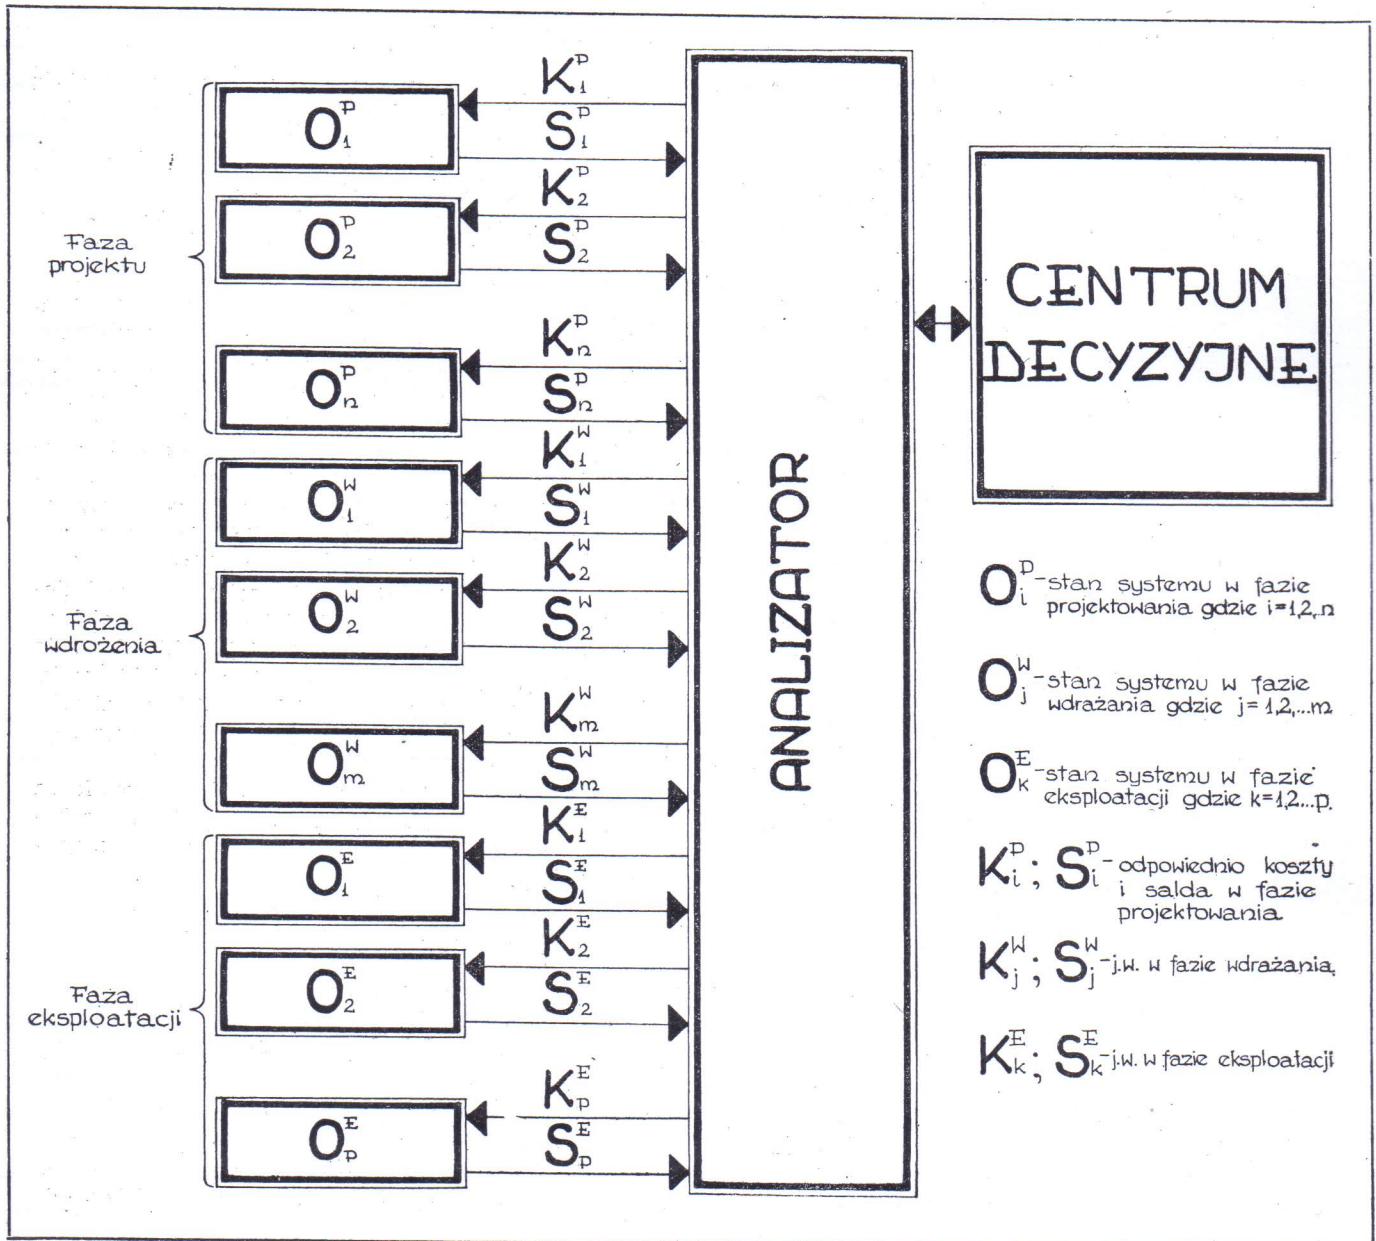 Faza
projektu
O₁ᴾ
K₁ᴾ
S₁ᴾ
O₂ᴾ
K₂ᴾ
S₂ᴾ
Oₙᴾ
Kₙᴾ
Sₙᴾ
Faza
wdrożenia
O₁ᵂ
K₁ᵂ
S₁ᵂ
O₂ᵂ
K₂ᵂ
S₂ᵂ
Oₘᵂ
Kₘᵂ
Sₘᵂ
Faza
eksploatacji
O₁ᴱ
K₁ᴱ
S₁ᴱ
O₂ᴱ
K₂ᴱ
S₂ᴱ
Oₚᴱ
Kₚᴱ
Sₚᴱ
ANALIZATOR
CENTRUM
DECYZYJNE
Oᵢᴾ - stan systemu w fazie
projektowania gdzie i=1,2,..n
Oⱼᵂ - stan systemu w fazie
wdrażania gdzie j=1,2,...m
Oₖᴱ - stan systemu w fazie
eksploatacji gdzie k=1,2...p.
Kᵢᴾ; Sᵢᴾ - odpowiednio koszty
i salda w fazie
projektowania
Kⱼᵂ; Sⱼᵂ - j.w. w fazie wdrażania,
Kₖᴱ; Sₖᴱ - j.w. w fazie eksploatacji